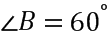 ∠B = 60°